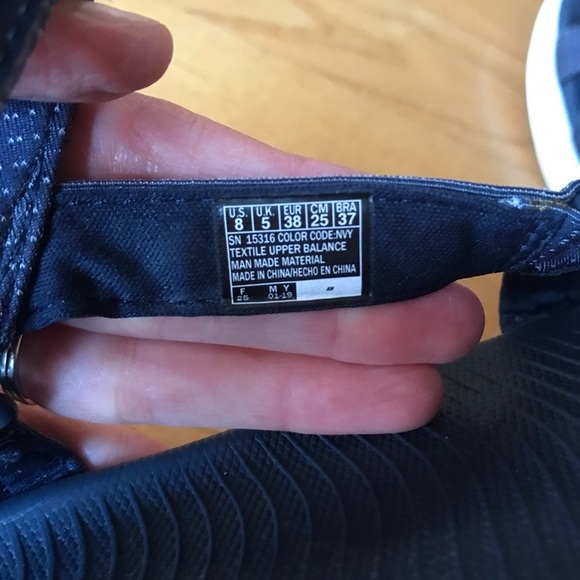 U.S. U.K. EUR CM BRA
8 5 38 25 37
SN 15316 COLOR CODE:NVY
TEXTILE UPPER BALANCE
MAN MADE MATERIAL
MADE IN CHINA/HECHO EN CHINA
F M Y
25 01-19